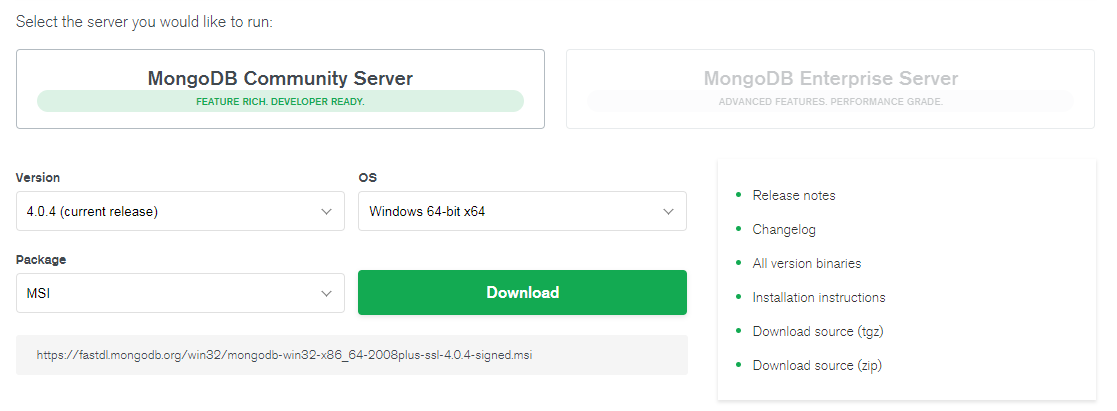 Select the server you would like to run:
MongoDB Community Server
FEATURE RICH. DEVELOPER READY.
MongoDB Enterprise Server
ADVANCED FEATURES. PERFORMANCE GRADE.
Version
OS
4.0.4 (current release)
Windows 64-bit x64
Package
MSI
Download
https://fastdl.mongodb.org/win32/mongodb-win32-x86_64-2008plus-ssl-4.0.4-signed.msi
Release notes
Changelog
All version binaries
Installation instructions
Download source (tgz)
Download source (zip)